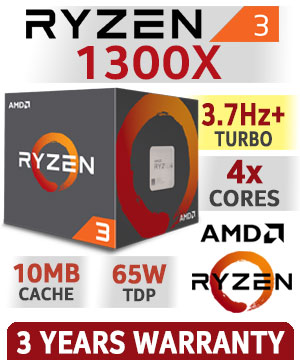 RYZEN 3
1300X
AMD
RYZEN
3
AMD
3.7Hz+
TURBO
4x
CORES
AMD
RYZEN
10MB
CACHE
65W
TDP
3 YEARS WARRANTY